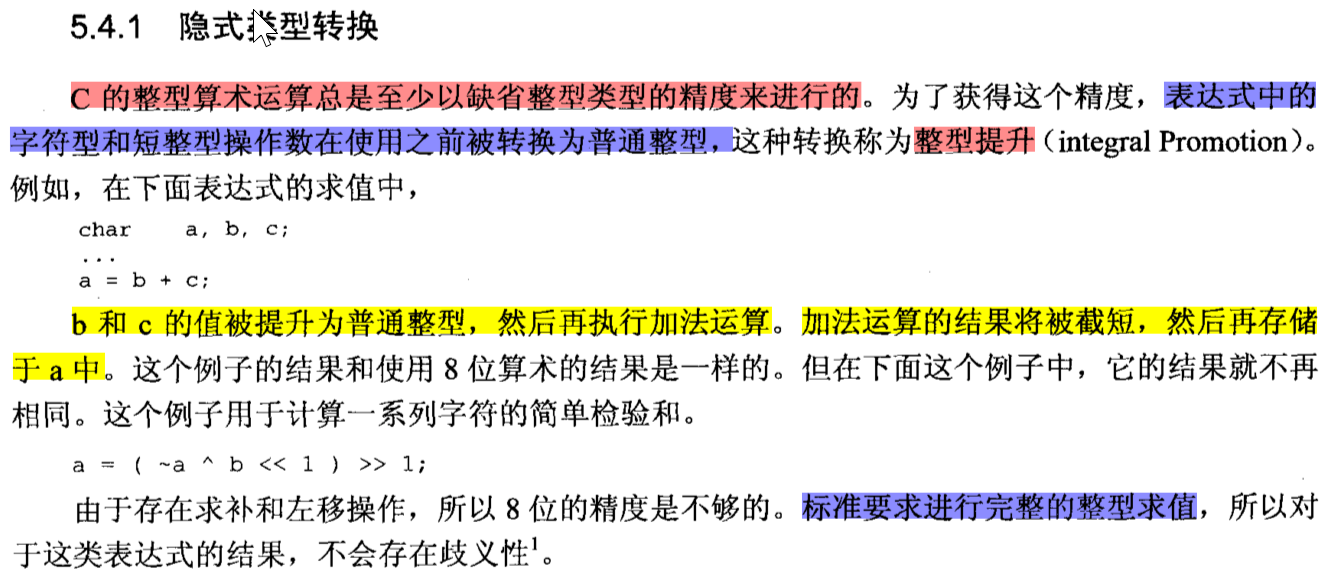 5.4.1 隐式类型转换
C 的整型算术运算总是至少以缺省整型类型的精度来进行的。为了获得这个精度，表达式中的
字符型和短整型操作数在使用之前被转换为普通整型，这种转换称为整型提升（integral Promotion）。
例如，在下面表达式的求值中，
char a, b, c;
...
a = b + c;
b 和 c 的值被提升为普通整型，然后再执行加法运算。加法运算的结果将被截短，然后再存储
于 a 中。这个例子的结果和使用 8 位算术的结果是一样的。但在下面这个例子中，它的结果就不再
相同。这个例子用于计算一系列字符的简单检验和。
a = ( ~a ^ b << 1 ) >> 1;
由于存在求补和左移操作，所以 8 位的精度是不够的。标准要求进行完整的整型求值，所以对
于这类表达式的结果，不会存在歧义性1。